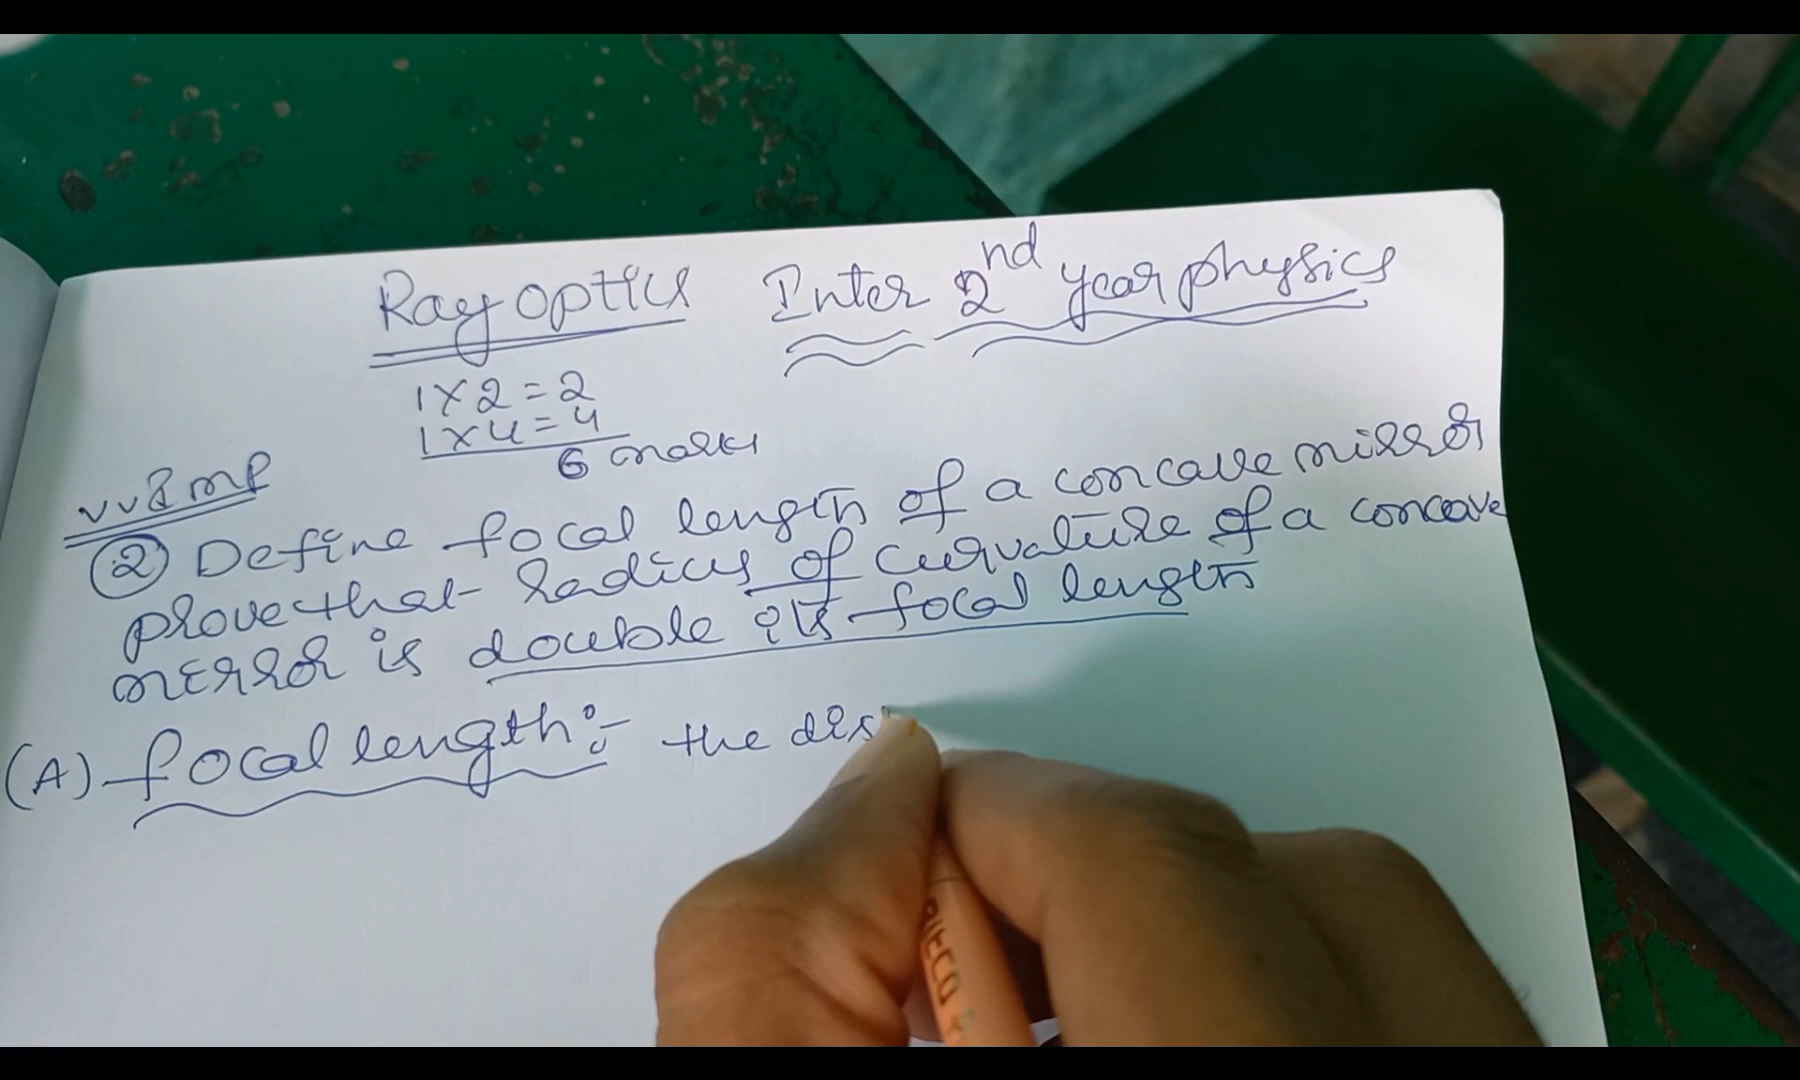 Ray optics Inter 2nd year physics
1 X 2 = 2
1 X 4 = 4
6 marks
vvImp
(2) Define focal length of a concave mirror
prove that radius of curvature of a concave
mirror is double its focal length
(A) focal length :- the dis